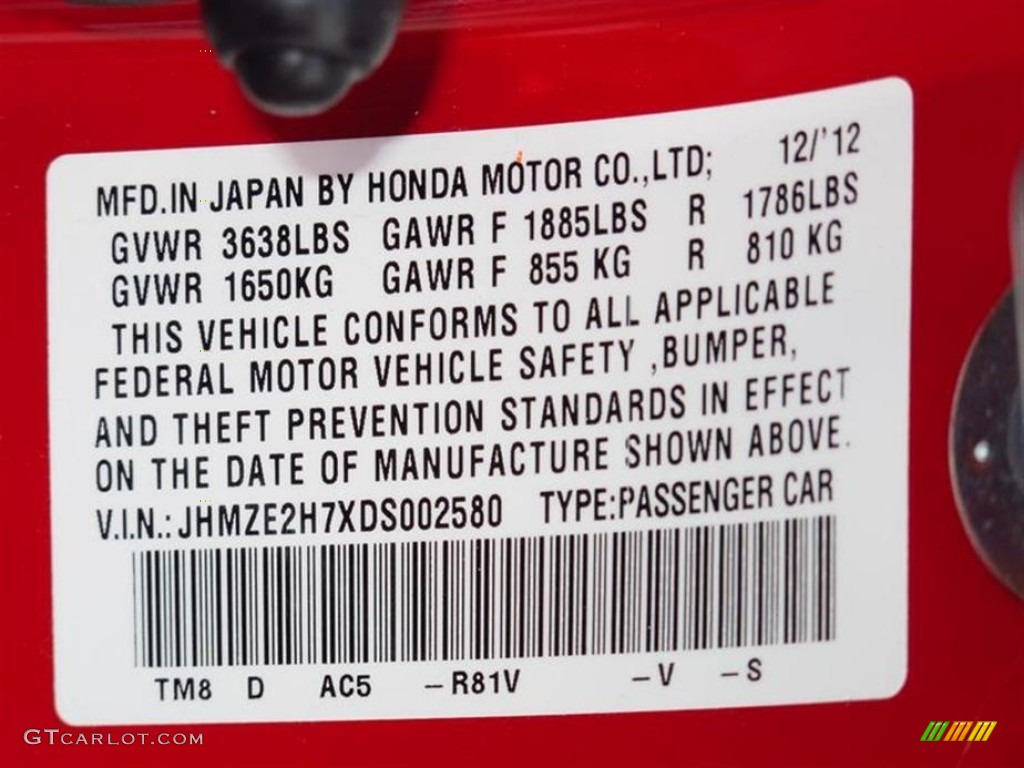 MFD.IN JAPAN BY HONDA MOTOR CO.,LTD; 12/'12
GVWR 3638LBS GAWR F 1885LBS R 1786LBS
GVWR 1650KG GAWR F 855 KG R 810 KG
THIS VEHICLE CONFORMS TO ALL APPLICABLE
FEDERAL MOTOR VEHICLE SAFETY ,BUMPER,
AND THEFT PREVENTION STANDARDS IN EFFECT
ON THE DATE OF MANUFACTURE SHOWN ABOVE.
V.I.N.: JHMZE2H7XDS002580 TYPE:PASSENGER CAR
TM8 D AC5 –R81V –V –S
GTCARLOT.COM